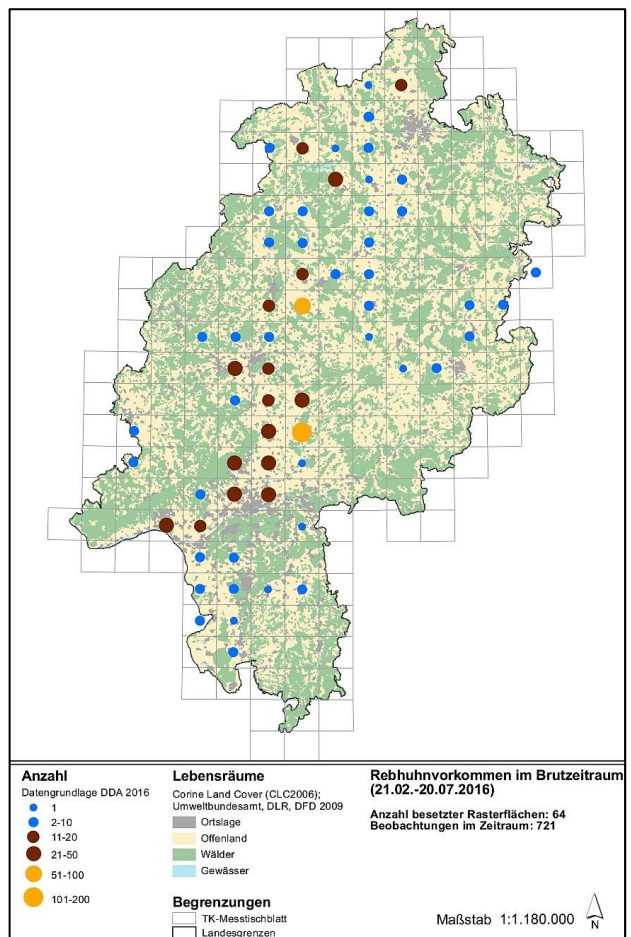 Anzahl
Datengrundlage DDA 2016
1
2-10
11-20
21-50
51-100
101-200
Lebensräume
Corine Land Cover (CLC2006);
Umweltbundesamt, DLR, DFD 2009
Ortslage
Offenland
Wälder
Gewässer
Begrenzungen
TK-Messtischblatt
Landesgrenzen
Rebhuhnvorkommen im Brutzeitraum
(21.02.-20.07.2016)
Anzahl besetzter Rasterflächen: 64
Beobachtungen im Zeitraum: 721
Maßstab 1:1.180.000
N